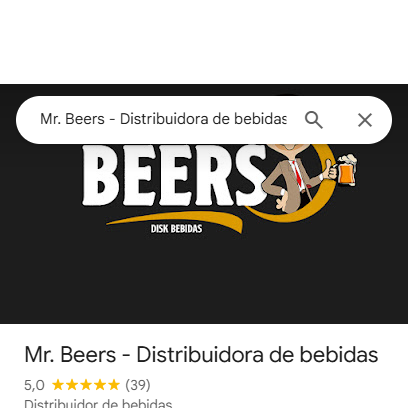 Mr. Beers - Distribuidora de bebidas
BEERS
DISK BEBIDAS
Mr. Beers - Distribuidora de bebidas
5,0 (39)
Distribuidor de bebidas